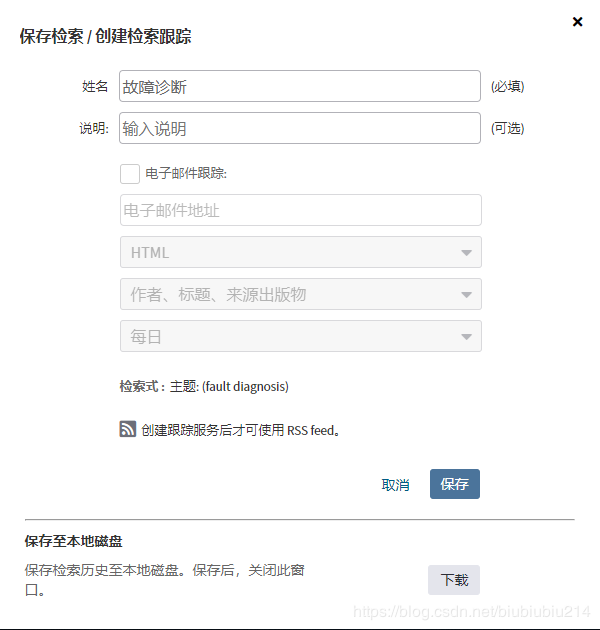 保存检索 / 创建检索跟踪
姓名 故障诊断 (必填)
说明: 输入说明 (可选)
电子邮件跟踪:
电子邮件地址
HTML
作者、标题、来源出版物
每日
检索式 : 主题: (fault diagnosis)
创建跟踪服务后才可使用 RSS feed。
取消 保存
保存至本地磁盘
保存检索历史至本地磁盘。保存后，关闭此窗
口。
下载
https://blog.csdn.net/biubiubiu214